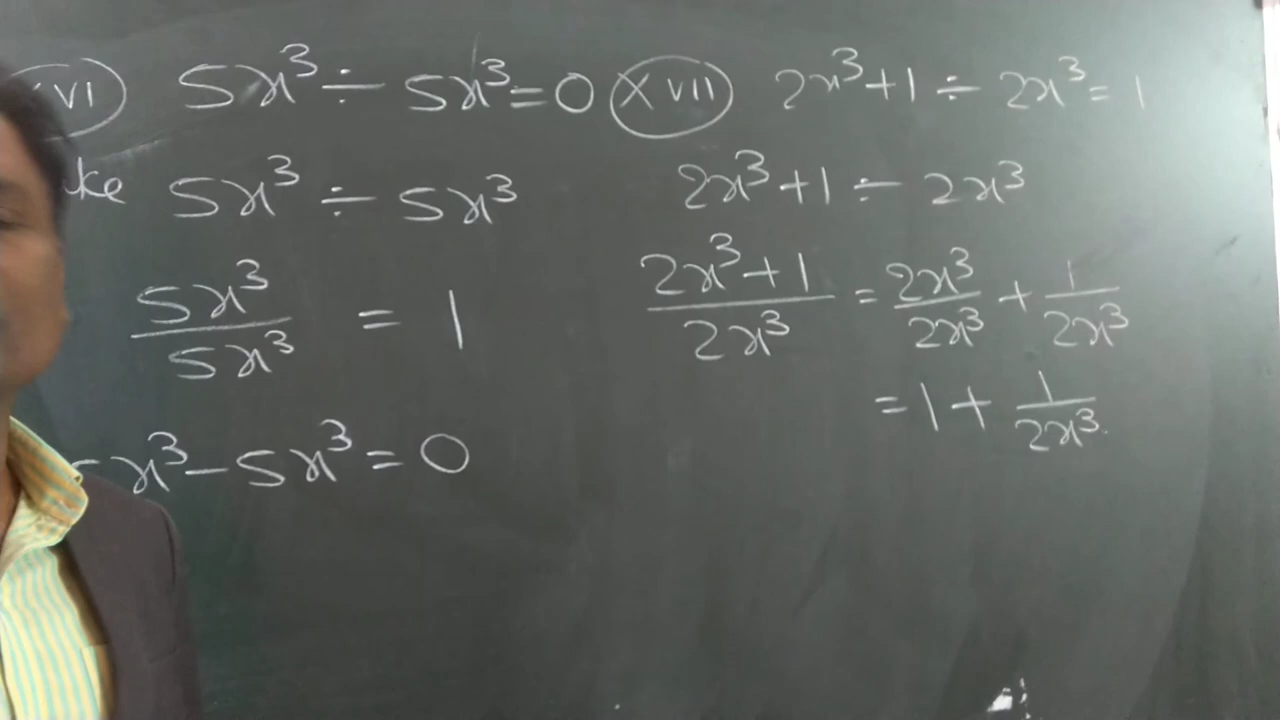 XVI 5x³ ÷ 5x³ = 0
ke 5x³ ÷ 5x³
5x³/5x³ = 1
5x³ - 5x³ = 0
XVII 2x³ + 1 ÷ 2x³ = 1
2x³ + 1 ÷ 2x³
(2x³ + 1)/2x³ = 2x³/2x³ + 1/2x³
= 1 + 1/2x³.